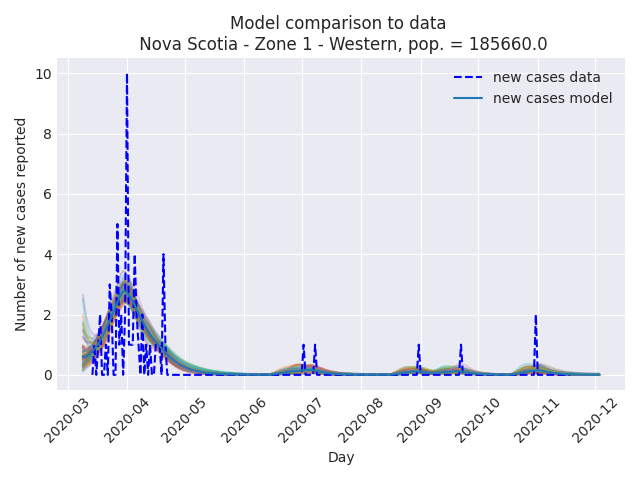 Model comparison to data
Nova Scotia - Zone 1 - Western, pop. = 185660.0
new cases data
new cases model
Number of new cases reported
10
8
6
4
2
0
2020-03
2020-04
2020-05
2020-06
2020-07
2020-08
2020-09
2020-10
2020-11
2020-12
Day